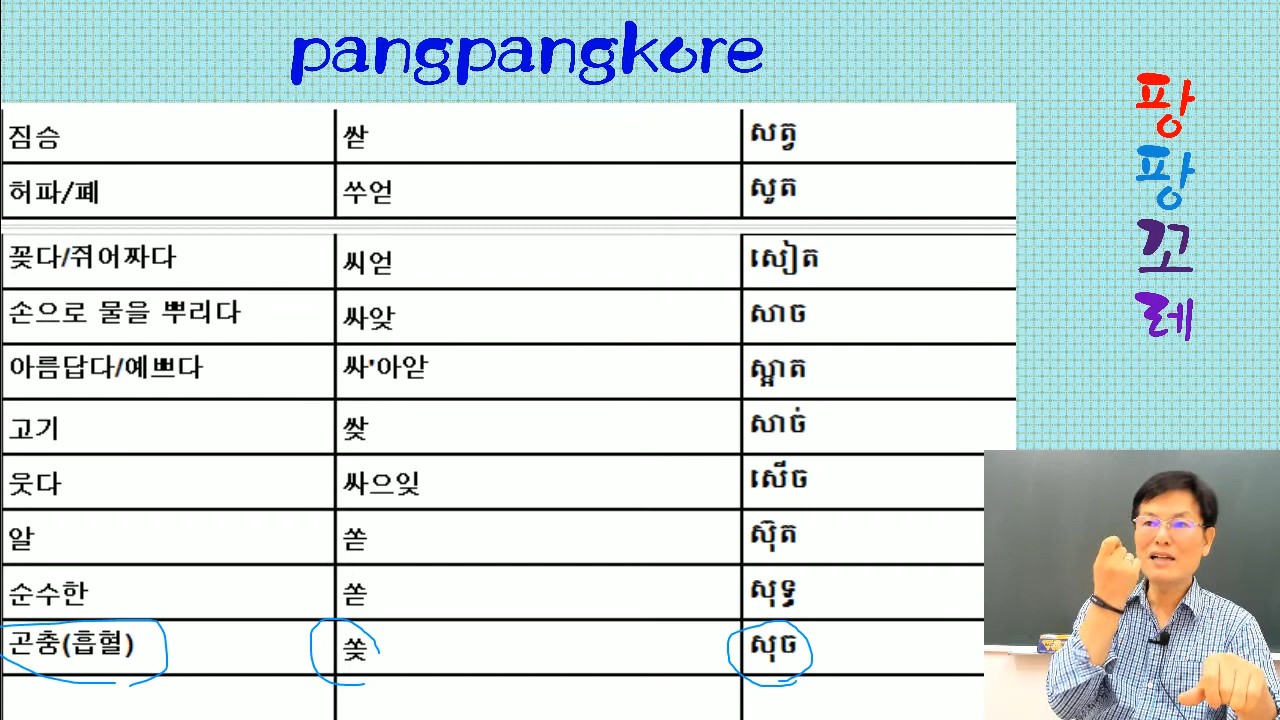 pangpangkore
짐승 싿 សត្វ
허파/폐 쑤얻 សួត
꽂다/쥐어짜다 씨얻 សៀត
손으로 물을 뿌리다 싸앚 សាច
아름답다/예쁘다 싸'아앋 ស្អាត
고기 쌎 សាច់
웃다 싸으잊 សើច
알 쏟 ស៊ុត
순수한 쏟 សុទ្ធ
곤충(흡혈) 쏮 សុច
팡
팡
꼬
레